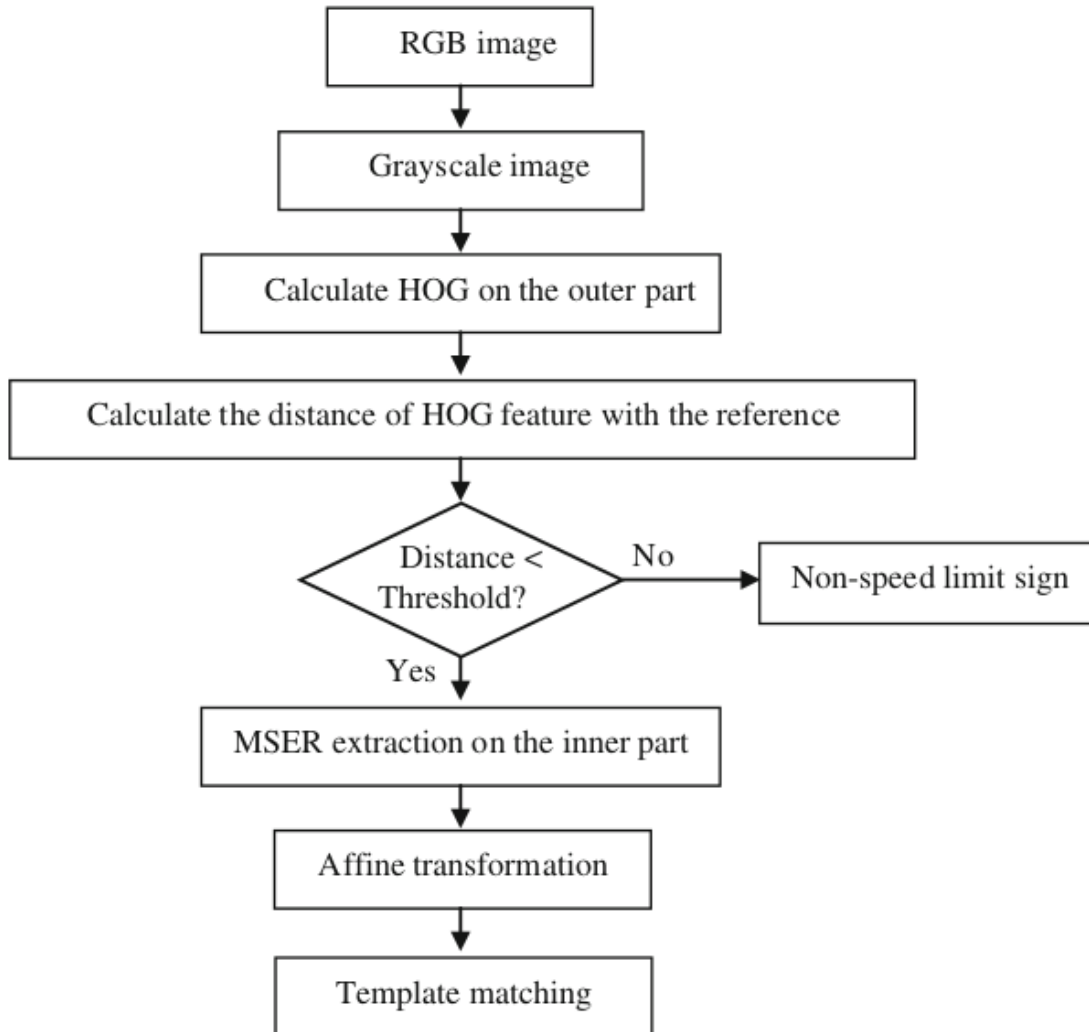 RGB image
Grayscale image
Calculate HOG on the outer part
Calculate the distance of HOG feature with the reference
Distance <
Threshold?
No
Non-speed limit sign
Yes
MSER extraction on the inner part
Affine transformation
Template matching